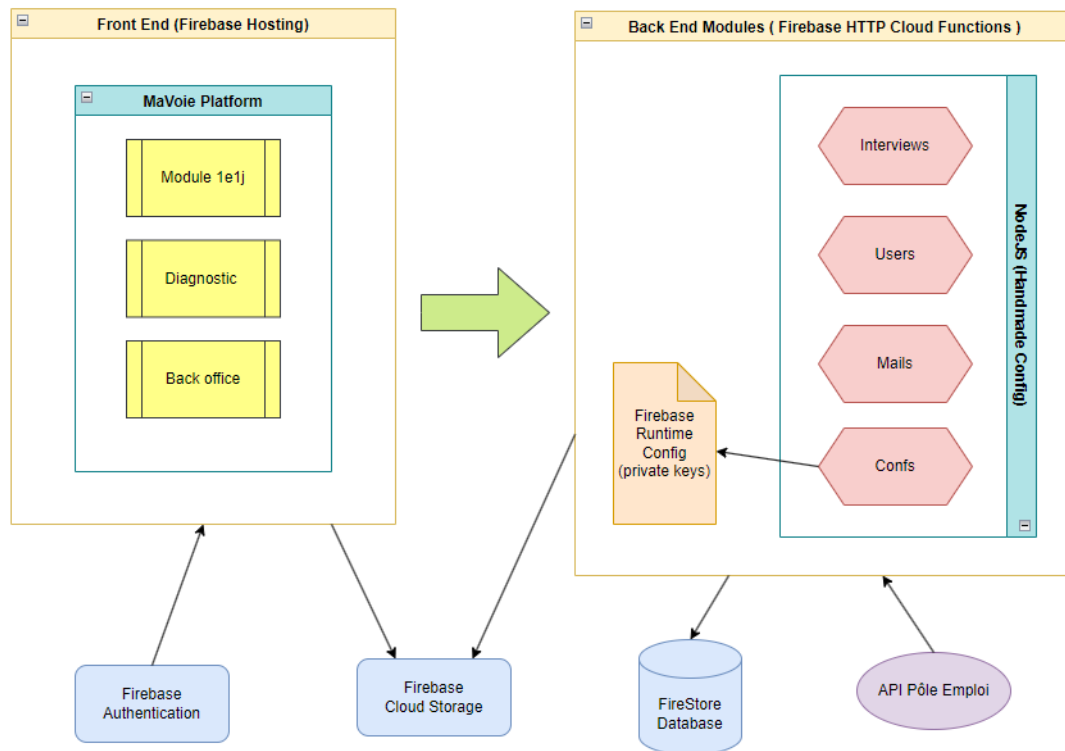 Front End (Firebase Hosting)
MaVoie Platform
Module 1e1j
Diagnostic
Back office
Back End Modules ( Firebase HTTP Cloud Functions )
Interviews
Users
Mails
Confs
NodeJS (Handmade Config)
Firebase
Runtime
Config
(private keys)
Firebase
Authentication
Firebase
Cloud Storage
FireStore
Database
API Pôle Emploi